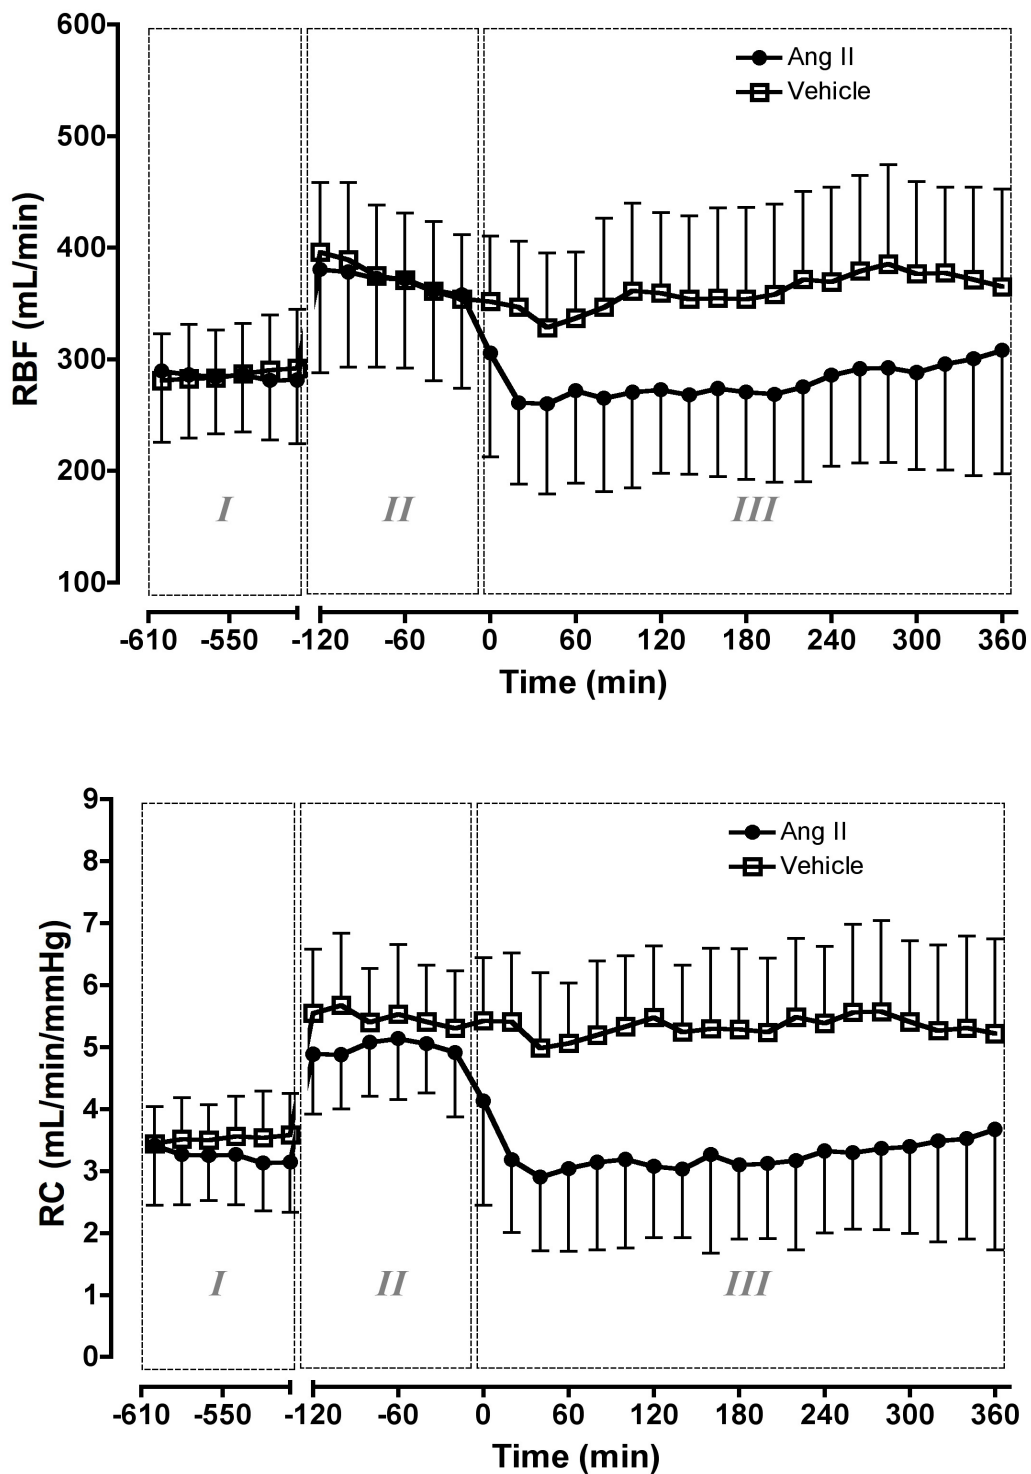 600
Ang II
Vehicle
500
400
300
200
100
RBF (mL/min)
I
II
III
-610 -550 -120 -60 0 60 120 180 240 300 360
Time (min)
9
Ang II
Vehicle
8
7
6
5
4
3
2
1
0
RC (mL/min/mmHg)
I
II
III
-610 -550 -120 -60 0 60 120 180 240 300 360
Time (min)